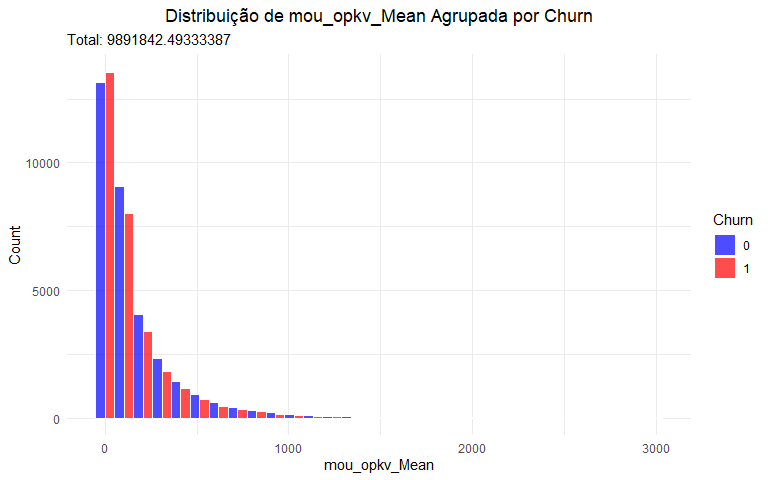 Distribuição de mou_opkv_Mean Agrupada por Churn
Total: 9891842.49333387
10000
5000
0
Count
0 1000 2000 3000
mou_opkv_Mean
Churn
0
1